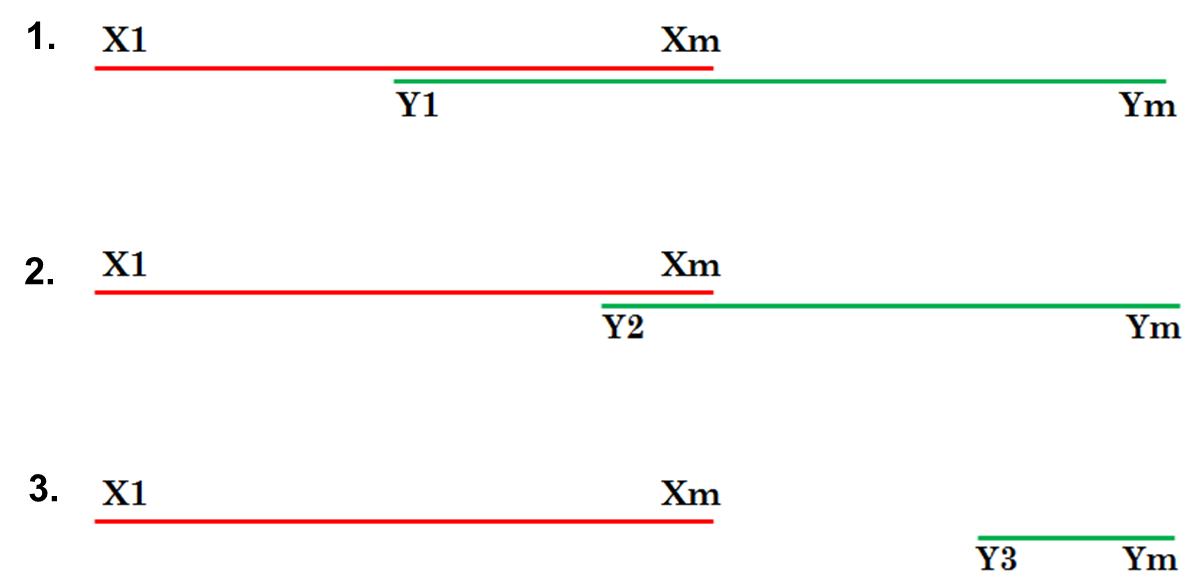 1. X1 Xm
Y1 Ym
2. X1 Xm
Y2 Ym
3. X1 Xm
Y3 Ym